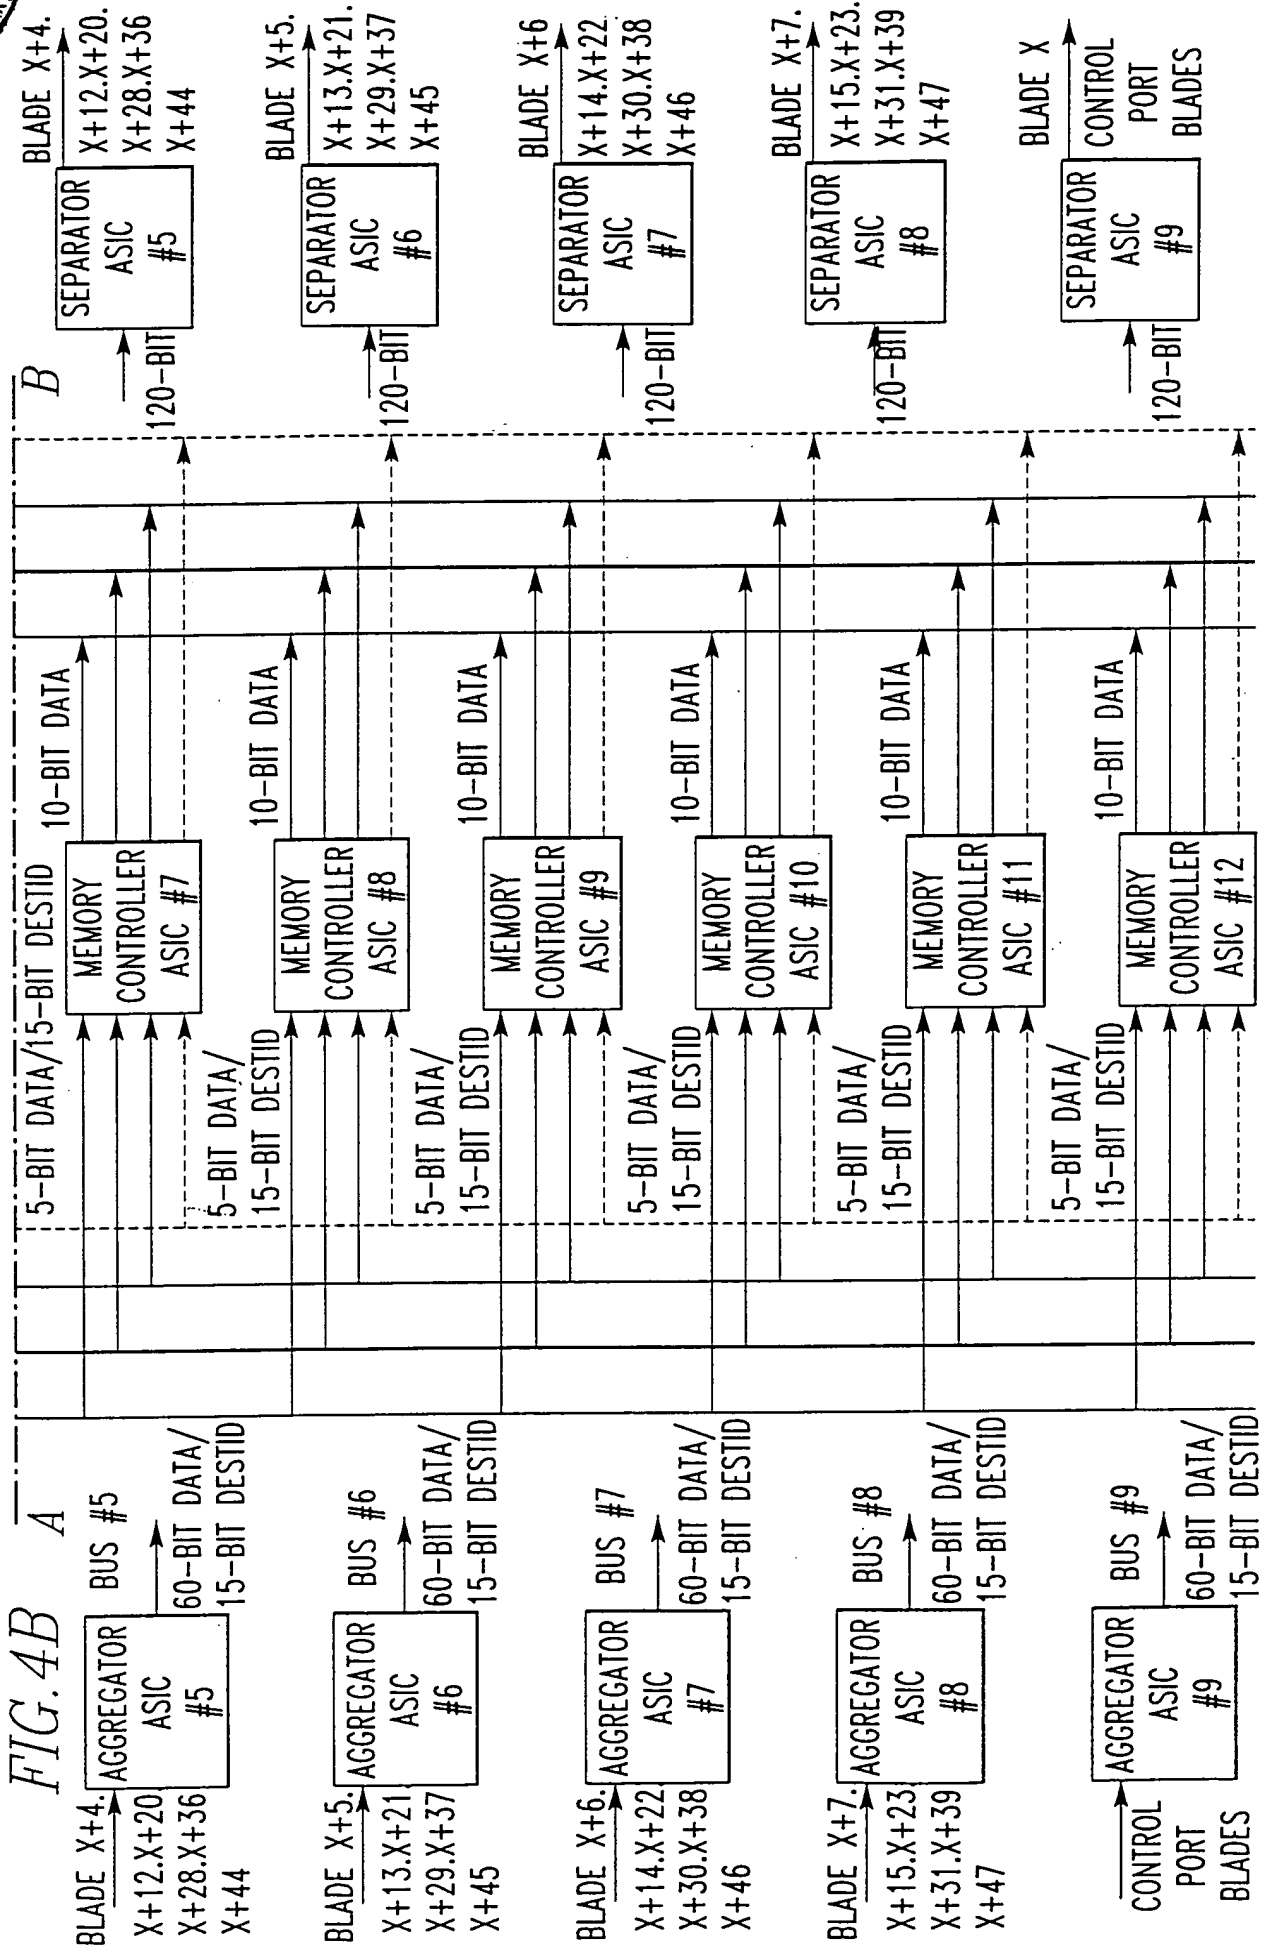 FIG. 4B
A
B
BLADE X+4.
X+12.X+20
X+28.X+36
X+44
AGGREGATOR
ASIC
#5
BUS #5
60-BIT DATA/
15-BIT DESTID
BLADE X+5.
X+13.X+21
X+29.X+37
X+45
AGGREGATOR
ASIC
#6
BUS #6
60-BIT DATA/
15-BIT DESTID
BLADE X+6.
X+14.X+22
X+30.X+38
X+46
AGGREGATOR
ASIC
#7
BUS #7
60-BIT DATA/
15-BIT DESTID
BLADE X+7.
X+15.X+23
X+31.X+39
X+47
AGGREGATOR
ASIC
#8
BUS #8
60-BIT DATA/
15-BIT DESTID
CONTROL
PORT
BLADES
AGGREGATOR
ASIC
#9
BUS #9
60-BIT DATA/
15-BIT DESTID
5-BIT DATA/15-BIT DESTID
MEMORY
CONTROLLER
ASIC #7
10-BIT DATA
5-BIT DATA/
15-BIT DESTID
MEMORY
CONTROLLER
ASIC #8
10-BIT DATA
5-BIT DATA/
15-BIT DESTID
MEMORY
CONTROLLER
ASIC #9
10-BIT DATA
5-BIT DATA/
15-BIT DESTID
MEMORY
CONTROLLER
ASIC #10
10-BIT DATA
5-BIT DATA/
15-BIT DESTID
MEMORY
CONTROLLER
ASIC #11
10-BIT DATA
5-BIT DATA/
15-BIT DESTID
MEMORY
CONTROLLER
ASIC #12
10-BIT DATA
120-BIT
SEPARATOR
ASIC
#5
BLADE X+4.
X+12.X+20.
X+28.X+36
X+44
120-BIT
SEPARATOR
ASIC
#6
BLADE X+5.
X+13.X+21.
X+29.X+37
X+45
120-BIT
SEPARATOR
ASIC
#7
BLADE X+6
X+14.X+22
X+30.X+38
X+46
120-BIT
SEPARATOR
ASIC
#8
BLADE X+7.
X+15.X+23.
X+31.X+39
X+47
120-BIT
SEPARATOR
ASIC
#9
BLADE X
CONTROL
PORT
BLADES